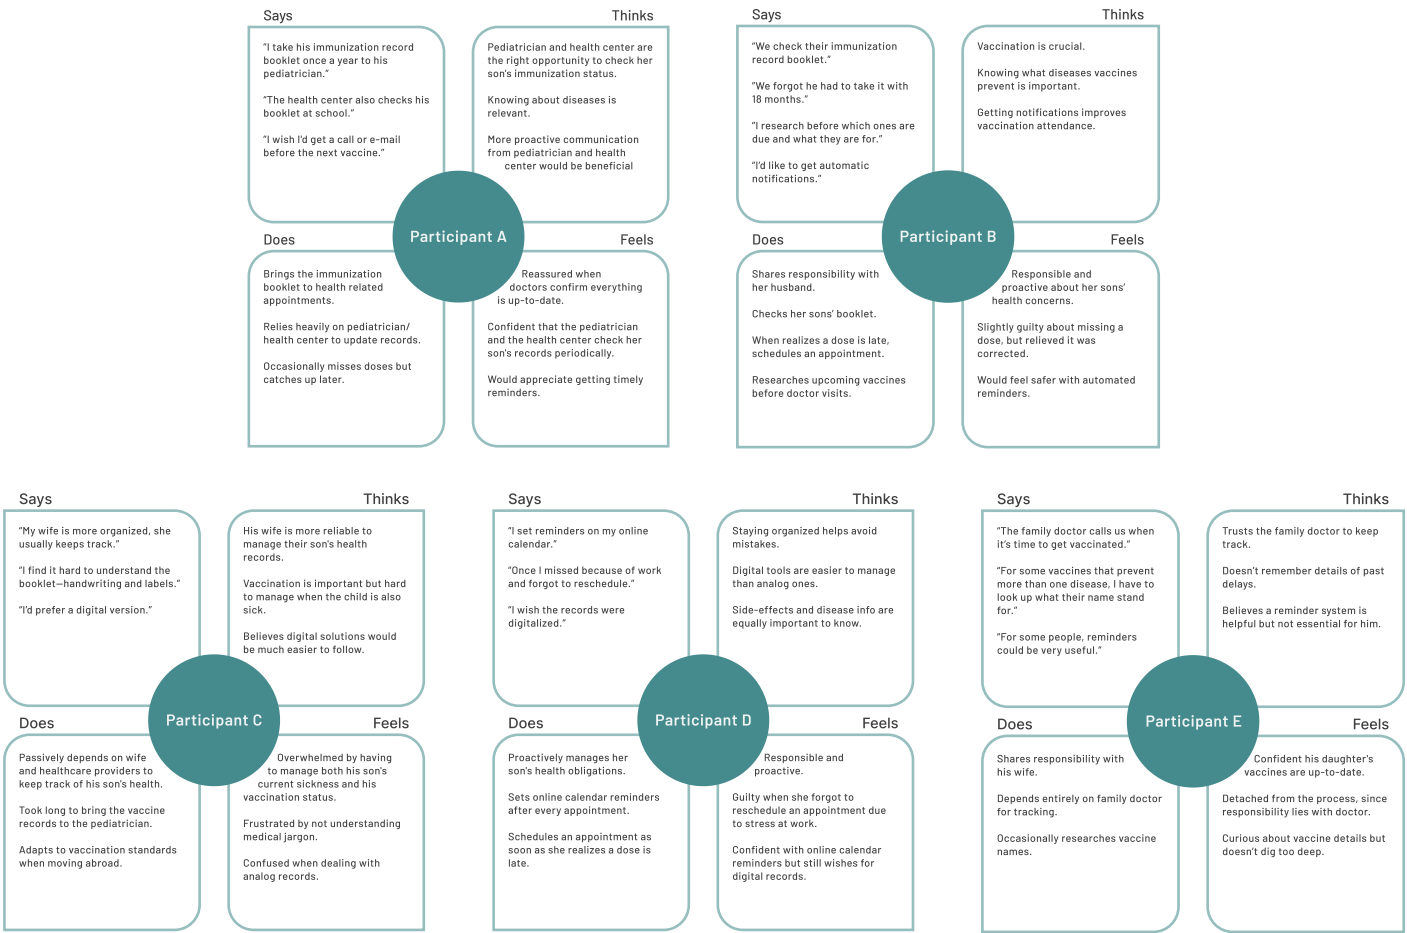 Says
Thinks
“I take his immunization record
booklet once a year to his
pediatrician.”
“The health center also checks his
booklet at school.”
“I wish I'd get a call or e-mail
before the next vaccine.”
Pediatrician and health center are
the right opportunity to check her
son's immunization status.
Knowing about diseases is
relevant.
More proactive communication
from pediatrician and health
center would be beneficial
Participant A
Does
Feels
Brings the immunization
booklet to health related
appointments.
Relies heavily on pediatrician/
health center to update records.
Occasionally misses doses but
catches up later.
Reassured when
doctors confirm everything
is up-to-date.
Confident that the pediatrician
and the health center check her
son's records periodically.
Would appreciate getting timely
reminders.
Says
Thinks
“We check their immunization
record booklet.”
“We forgot he had to take it with
18 months.”
“I research before which ones are
due and what they are for.”
“I'd like to get automatic
notifications.”
Vaccination is crucial.
Knowing what diseases vaccines
prevent is important.
Getting notifications improves
vaccination attendance.
Participant B
Does
Feels
Shares responsibility with
her husband.
Checks her sons’ booklet.
When realizes a dose is late,
schedules an appointment.
Researches upcoming vaccines
before doctor visits.
Responsible and
proactive about her sons’
health concerns.
Slightly guilty about missing a
dose, but relieved it was
corrected.
Would feel safer with automated
reminders.
Says
Thinks
“My wife is more organized, she
usually keeps track.”
“I find it hard to understand the
booklet—handwriting and labels.”
“I'd prefer a digital version.”
His wife is more reliable to
manage their son's health
records.
Vaccination is important but hard
to manage when the child is also
sick.
Believes digital solutions would
be much easier to follow.
Participant C
Does
Feels
Passively depends on wife
and healthcare providers to
keep track of his son's health.
Took long to bring the vaccine
records to the pediatrician.
Adapts to vaccination standards
when moving abroad.
Overwhelmed by having
to manage both his son's
current sickness and his
vaccination status.
Frustrated by not understanding
medical jargon.
Confused when dealing with
analog records.
Says
Thinks
“I set reminders on my online
calendar.”
“Once I missed because of work
and forgot to reschedule.”
“I wish the records were
digitalized.”
Staying organized helps avoid
mistakes.
Digital tools are easier to manage
than analog ones.
Side-effects and disease info are
equally important to know.
Participant D
Does
Feels
Proactively manages her
son's health obligations.
Sets online calendar reminders
after every appointment.
Schedules an appointment as
soon as she realizes a dose is
late.
Responsible and
proactive.
Guilty when she forgot to
reschedule an appointment due
to stress at work.
Confident with online calendar
reminders but still wishes for
digital records.
Says
Thinks
“The family doctor calls us when
it's time to get vaccinated.”
“For some vaccines that prevent
more than one disease, I have to
look up what their name stand
for.”
“For some people, reminders
could be very useful.”
Trusts the family doctor to keep
track.
Doesn't remember details of past
delays.
Believes a reminder system is
helpful but not essential for him.
Participant E
Does
Feels
Shares responsibility with
his wife.
Depends entirely on family doctor
for tracking.
Occasionally researches vaccine
names.
Confident his daughter's
vaccines are up-to-date.
Detached from the process, since
responsibility lies with doctor.
Curious about vaccine details but
doesn't dig too deep.